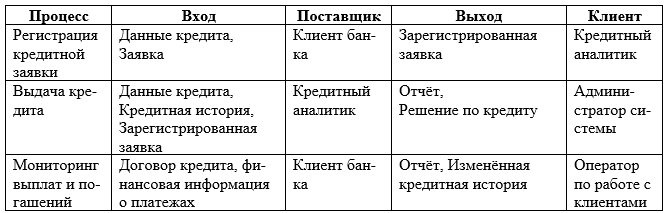 Процесс Вход Поставщик Выход Клиент
Регистрация кредитной заявки Данные кредита, Заявка Клиент бан-ка Зарегистрированная заявка Кредитный аналитик
Выдача кре-дита Данные кредита, Кредитная история, Зарегистрированная заявка Кредитный аналитик Отчёт, Решение по кредиту Админи-стратор си-стемы
Мониторинг выплат и по-гашений Договор кредита, фи-нансовая информация о платежах Клиент бан-ка Отчёт, Изменённая кредитная история Оператор по работе с клиентами